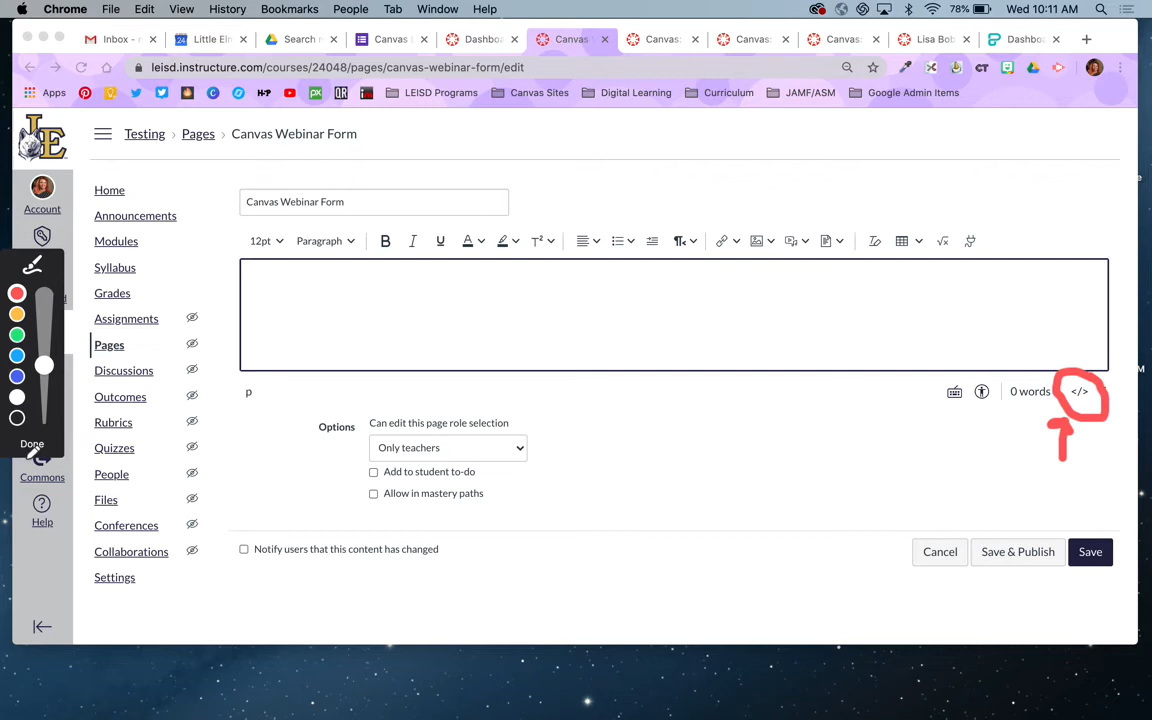 Chrome File Edit View History Bookmarks People Tab Window Help 78% Wed 10:11 AM
Inbox - Little Elm Search Canvas Dashbo Canvas Canvas: Canvas: Canvas: Lisa Bob Dashbo
leisd.instructure.com/courses/24048/pages/canvas-webinar-form/edit
Apps H-P px QR LEISD Programs Canvas Sites Digital Learning Curriculum JAMF/ASM Google Admin Items
LE
Testing › Pages › Canvas Webinar Form
Account
Home
Announcements
Modules
Syllabus
Grades
Assignments
Pages
Discussions
Outcomes
Rubrics
Quizzes
People
Files
Conferences
Collaborations
Settings
Done
Commons
Help
Canvas Webinar Form
12pt Paragraph B I U A T²
p 0 words </>
Options Can edit this page role selection
Only teachers
Add to student to-do
Allow in mastery paths
Notify users that this content has changed
Cancel Save & Publish Save